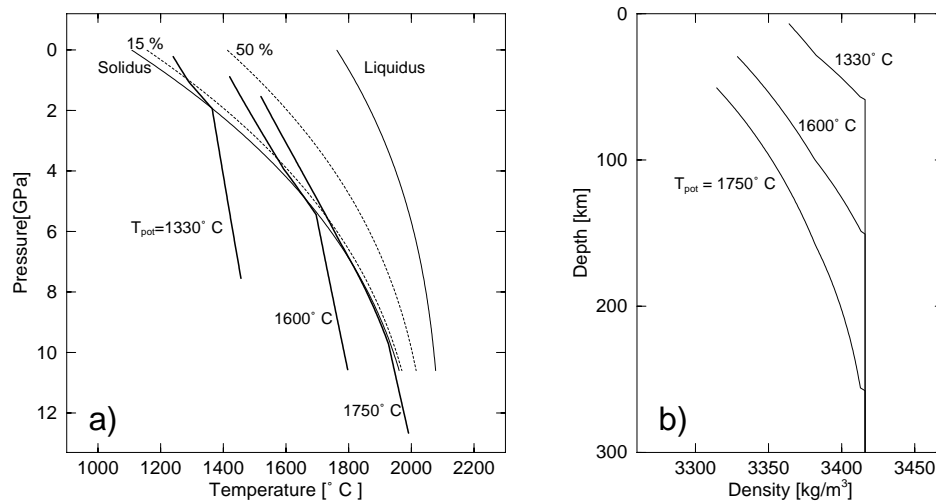 0
2
4
6
8
10
12
Pressure[GPa]
15 %
50 %
Solidus
Liquidus
T_pot=1330° C
1600° C
1750° C
a)
1000 1200 1400 1600 1800 2000 2200
Temperature [° C ]
b)
0
100
200
300
Depth [km]
1330° C
1600° C
T_pot = 1750° C
3300 3350 3400 3450
Density [kg/m³]